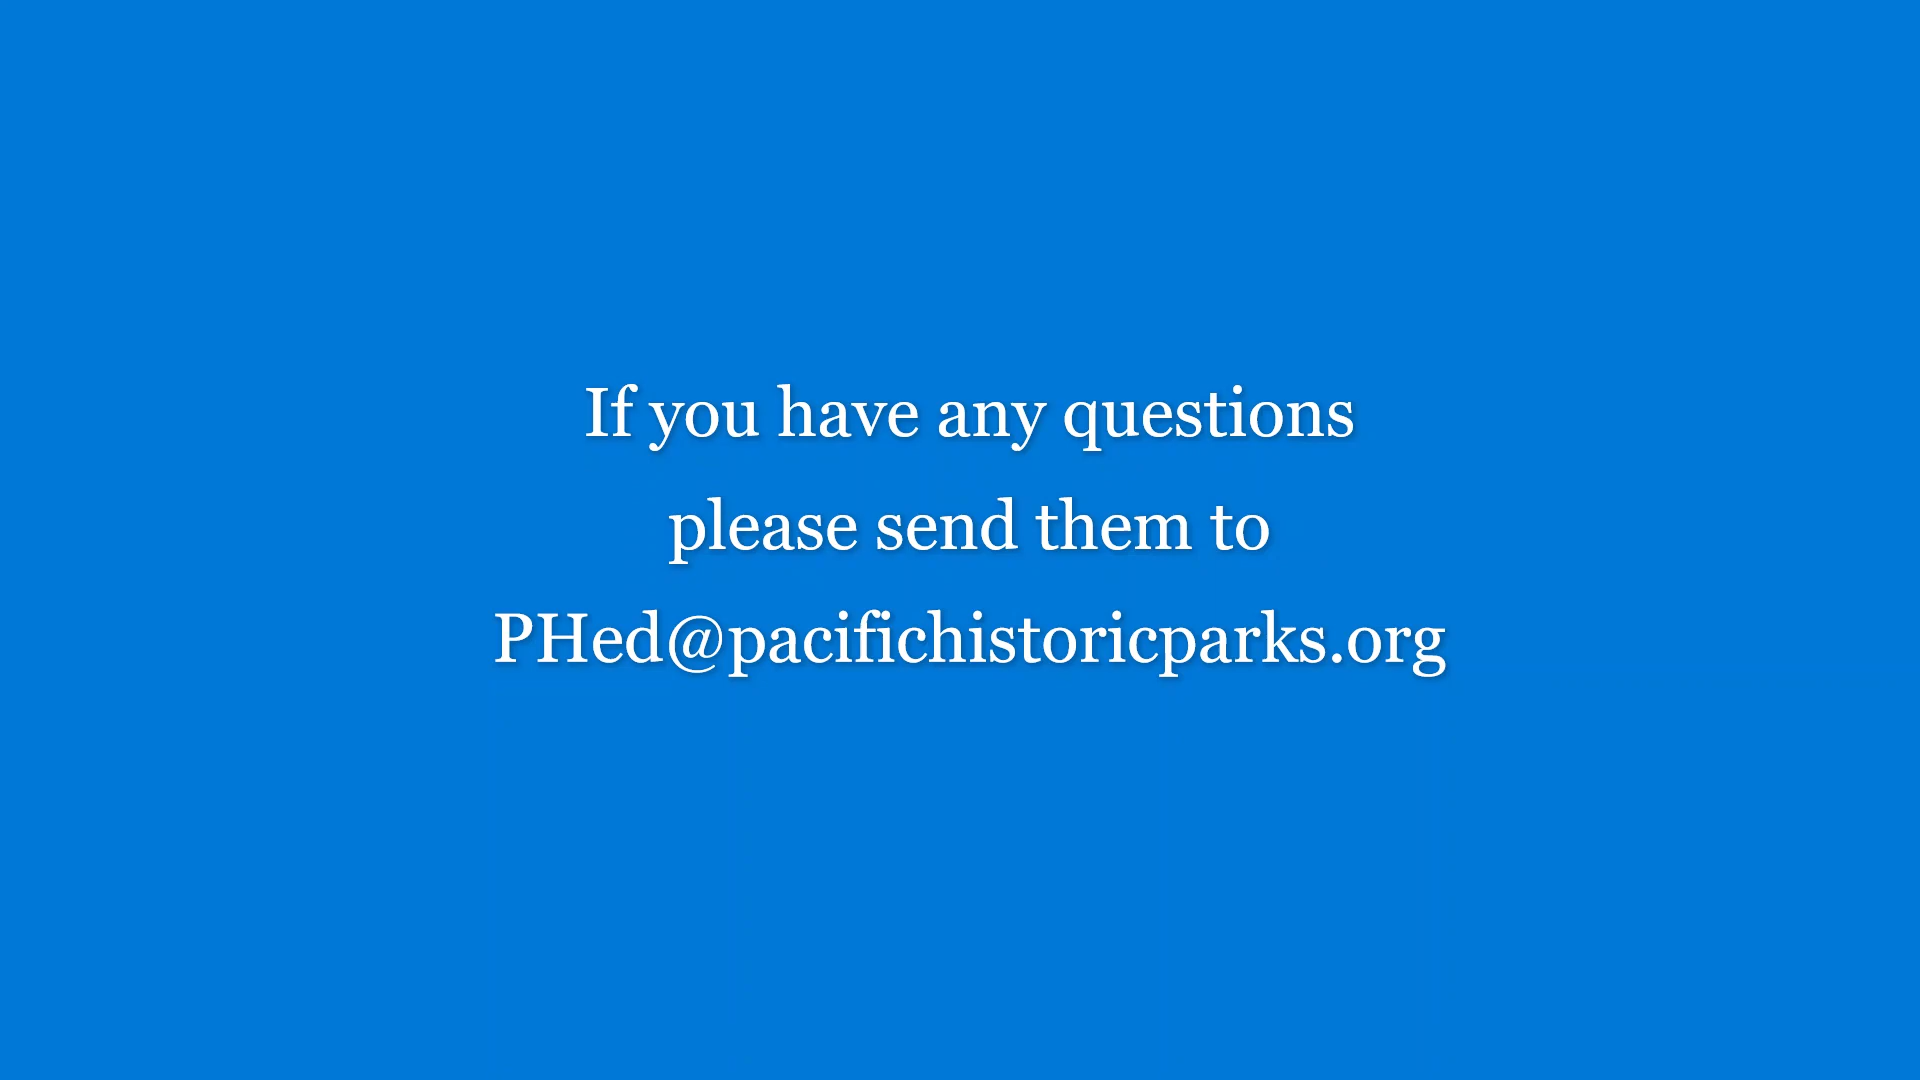 If you have any questions
please send them to
PHed@pacifichistoricparks.org